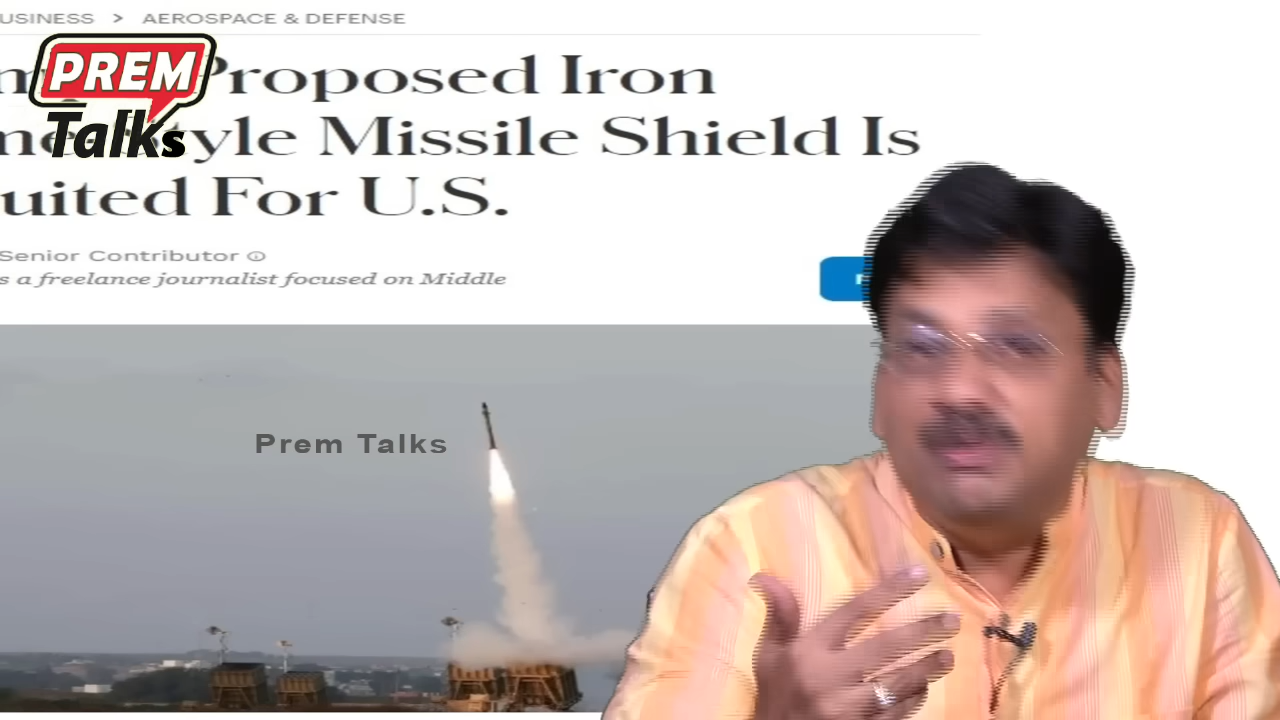 USINESS > AEROSPACE & DEFENSE
PREM
Talks
Proposed Iron
Style Missile Shield Is
uited For U.S.
Senior Contributor
s a freelance journalist focused on Middle
Prem Talks